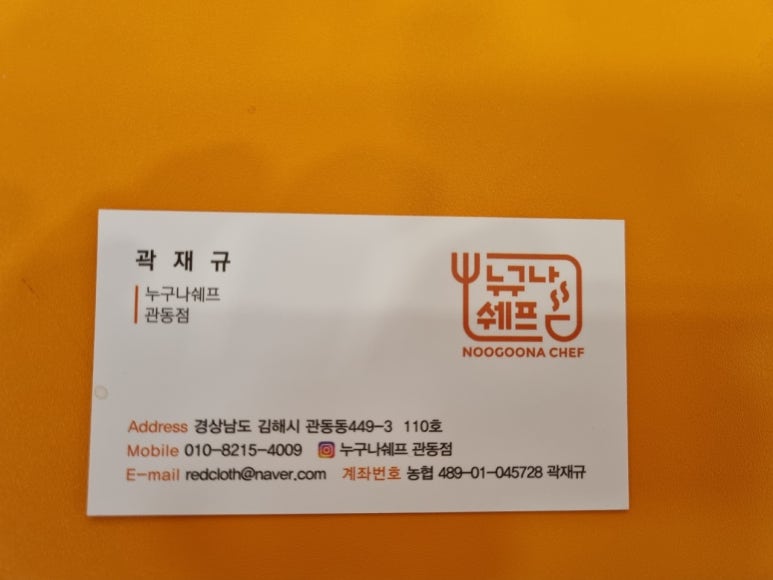 곽 재 규
누구나쉐프
관동점
누구나
쉐프
NOOGOONA CHEF
Address 경상남도 김해시 관동동449-3 110호
Mobile 010-8215-4009 누구나쉐프 관동점
E-mail redcloth@naver.com 계좌번호 농협 489-01-045728 곽재규